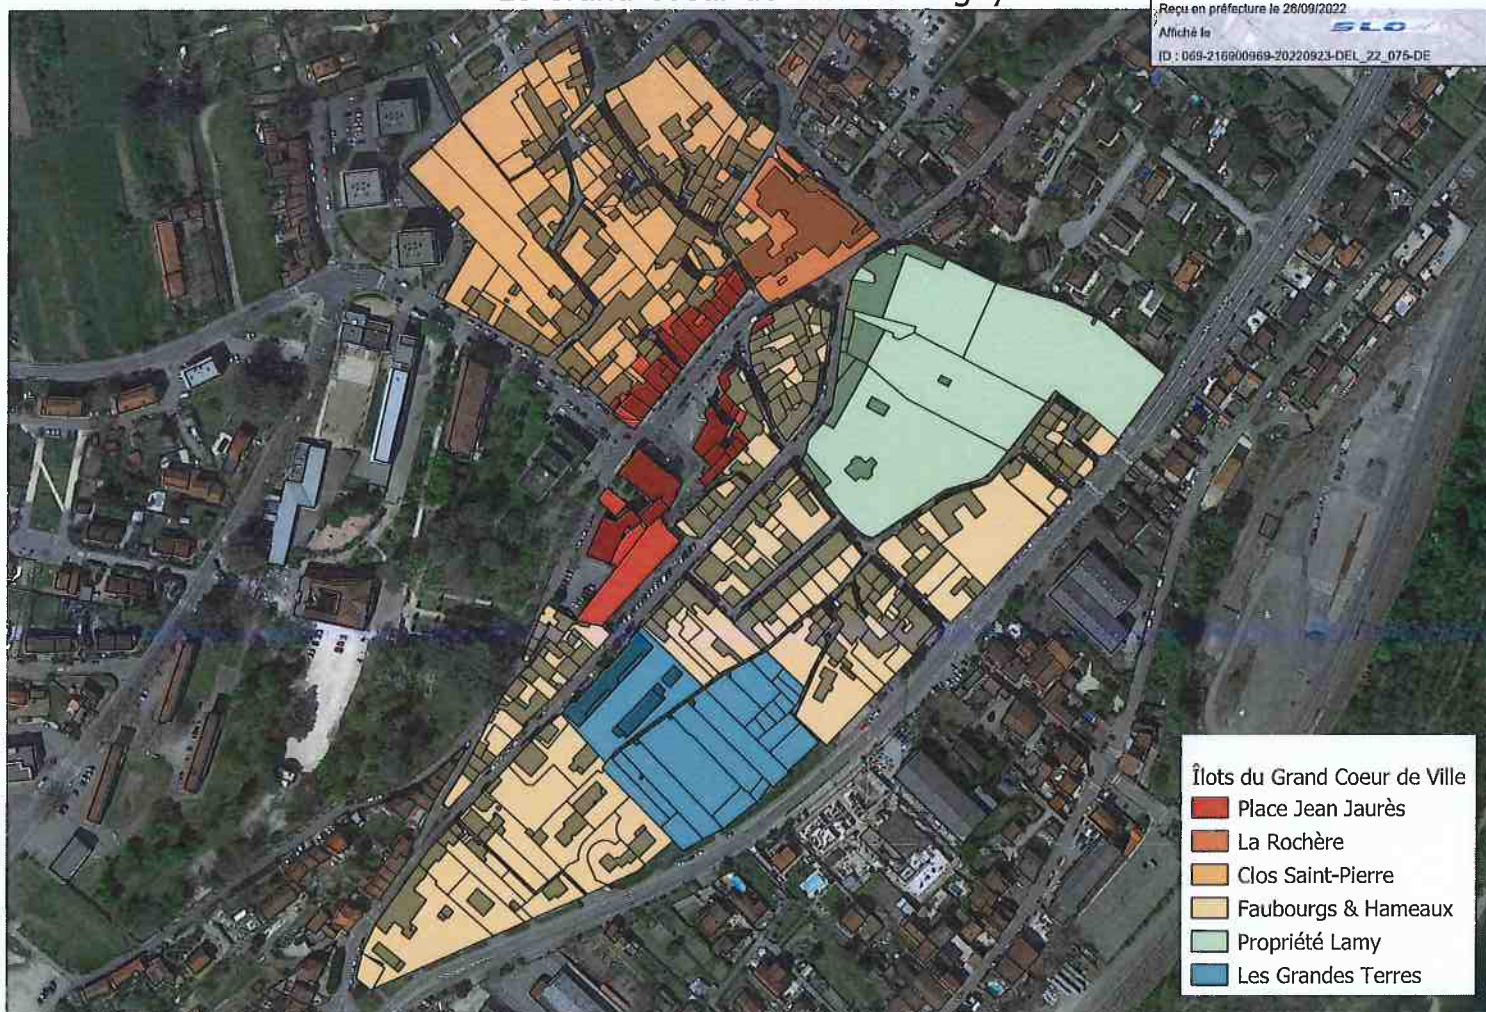 Reçu en préfecture le 26/09/2022
Affiché le
SLO
ID : 069-216900969-20220923-DEL_22_075-DE
Îlots du Grand Coeur de Ville
Place Jean Jaurès
La Rochère
Clos Saint-Pierre
Faubourgs & Hameaux
Propriété Lamy
Les Grandes Terres